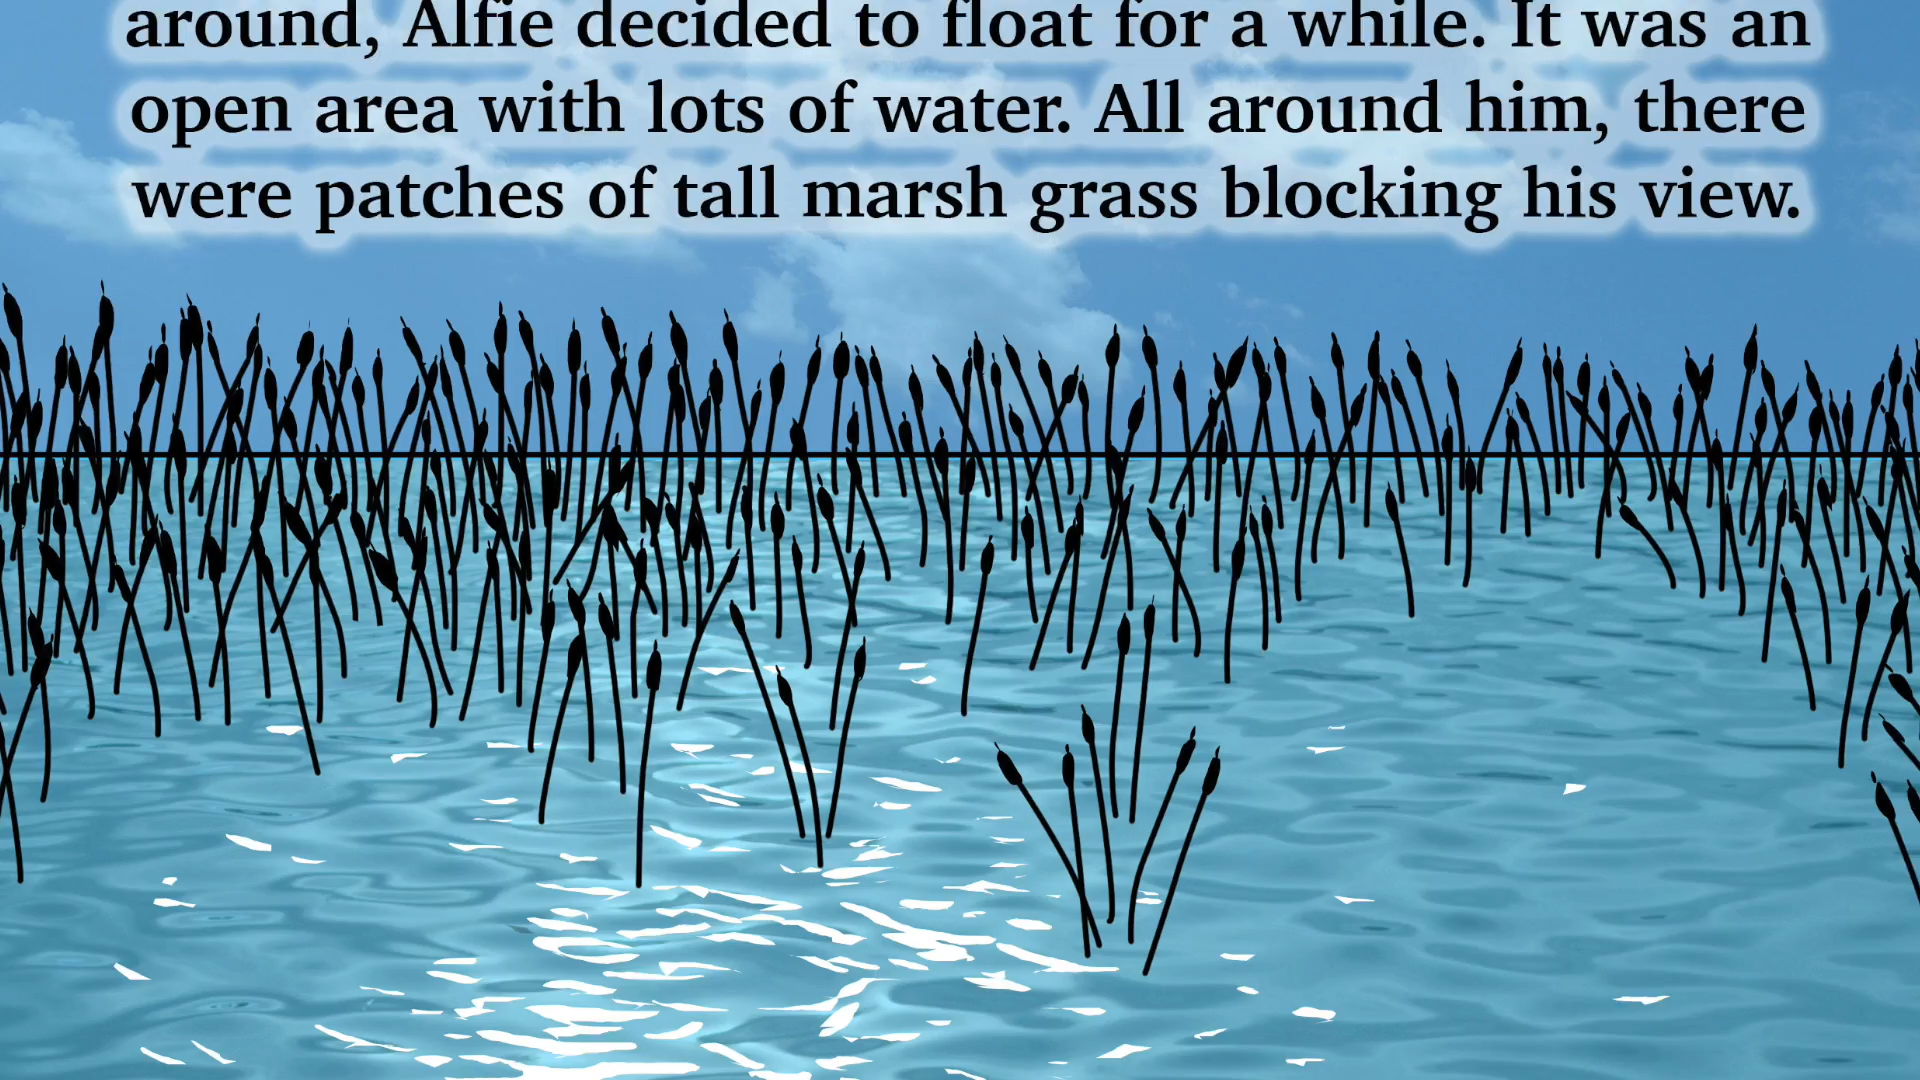 around, Alfie decided to float for a while. It was an
open area with lots of water. All around him, there
were patches of tall marsh grass blocking his view.